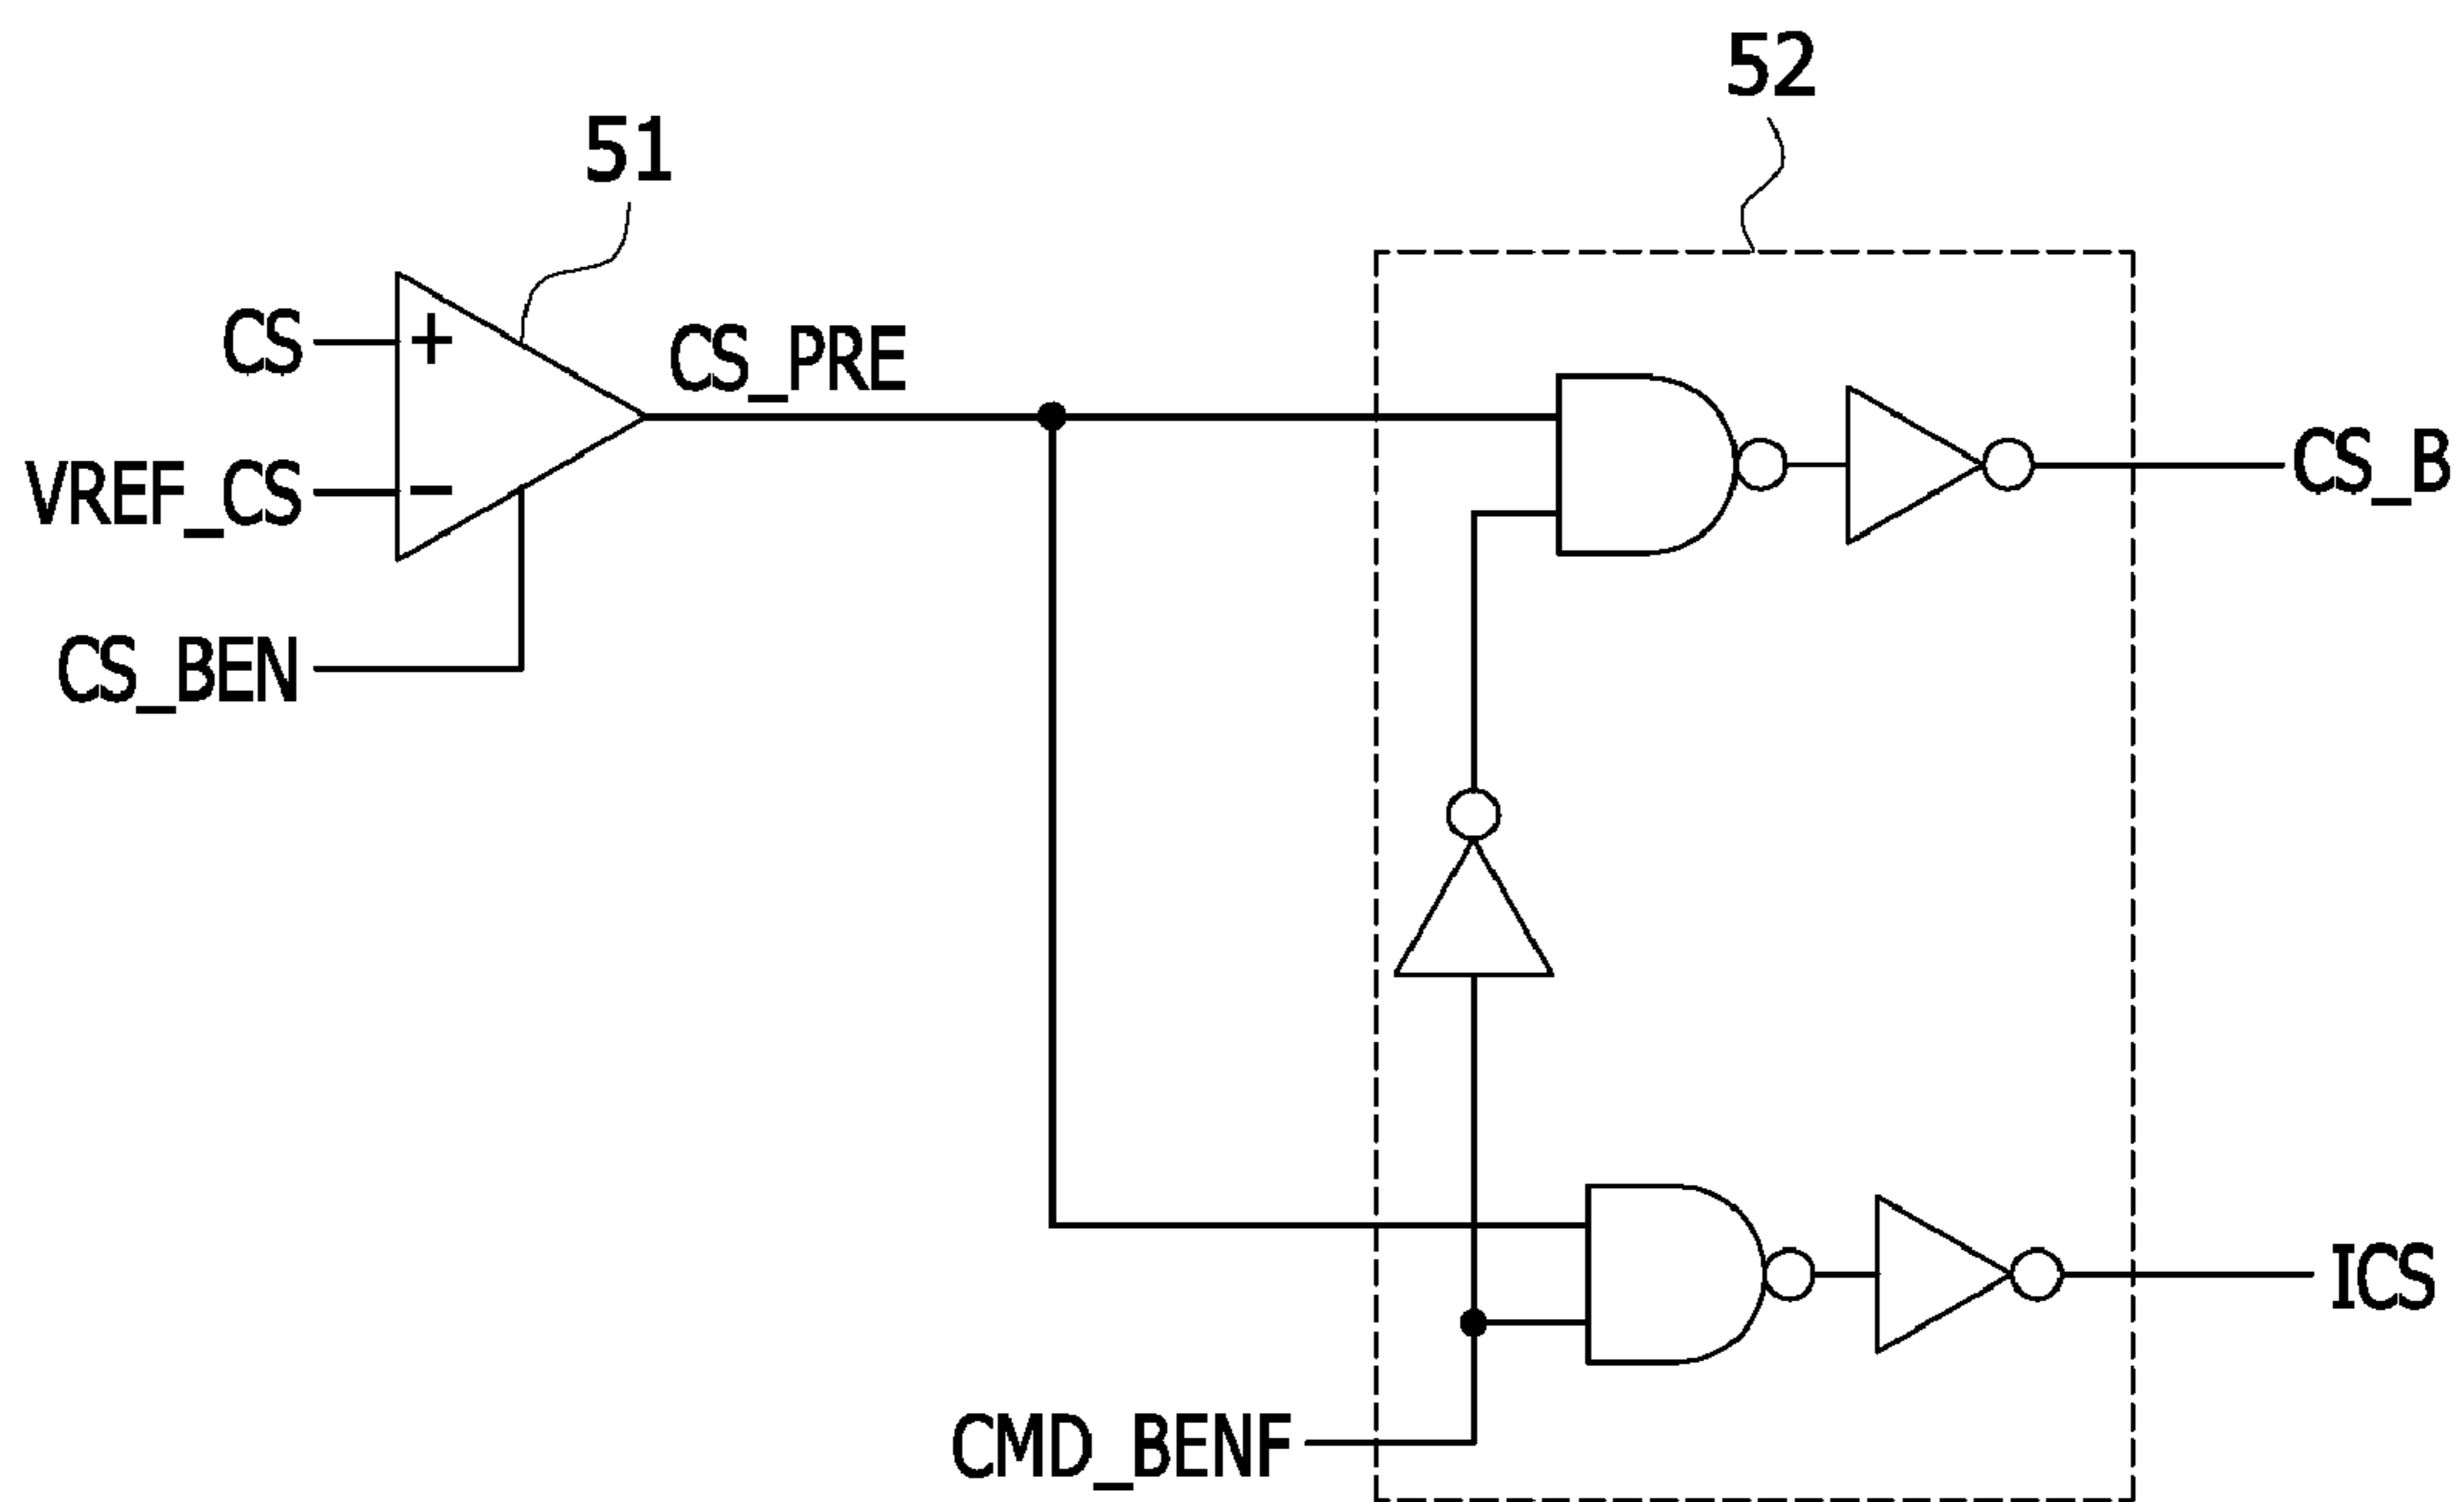 52
51
CS
+
CS_PRE
VREF_CS
-
CS_B
CS_BEN
ICS
CMD_BENF